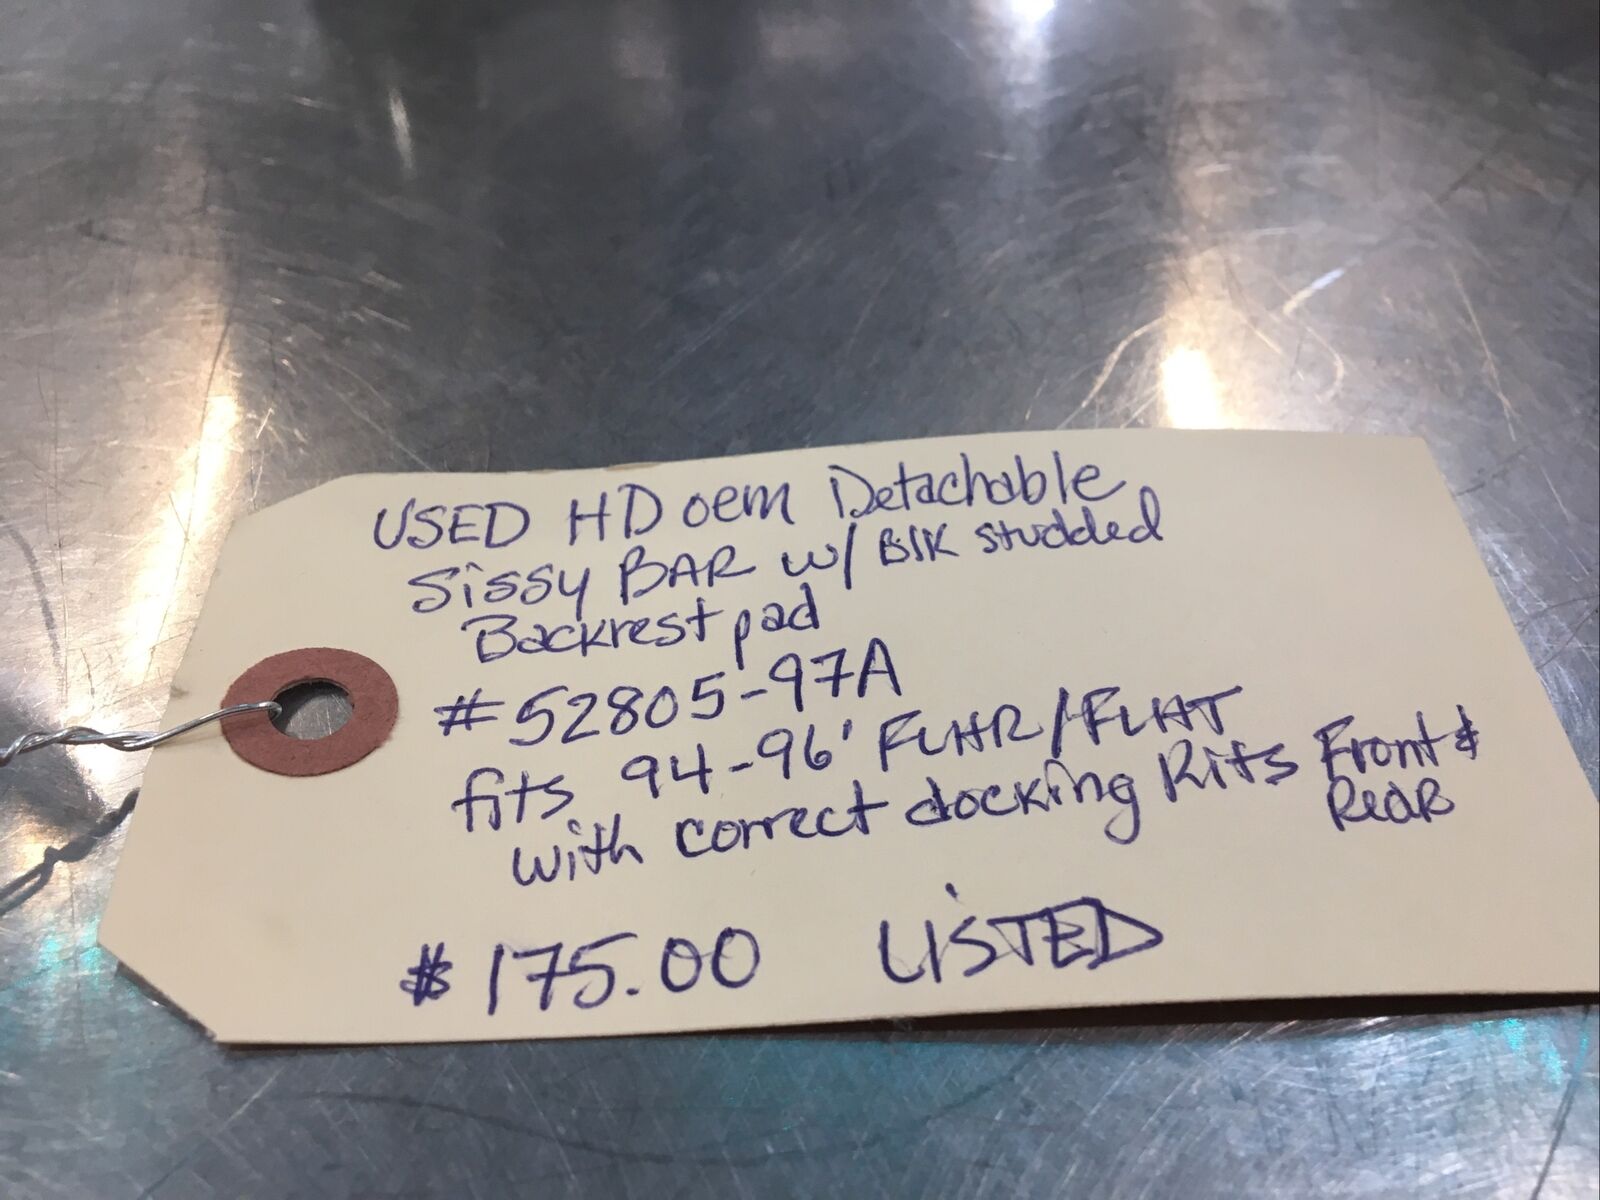 USED HD oem Detachable
Sissy BAR w/ Blk studded
Backrest pad
#52805-97A
fits 94-96' FLHR/FLHT
with correct docking Kits Front &
Rear
$175.00 LISTED